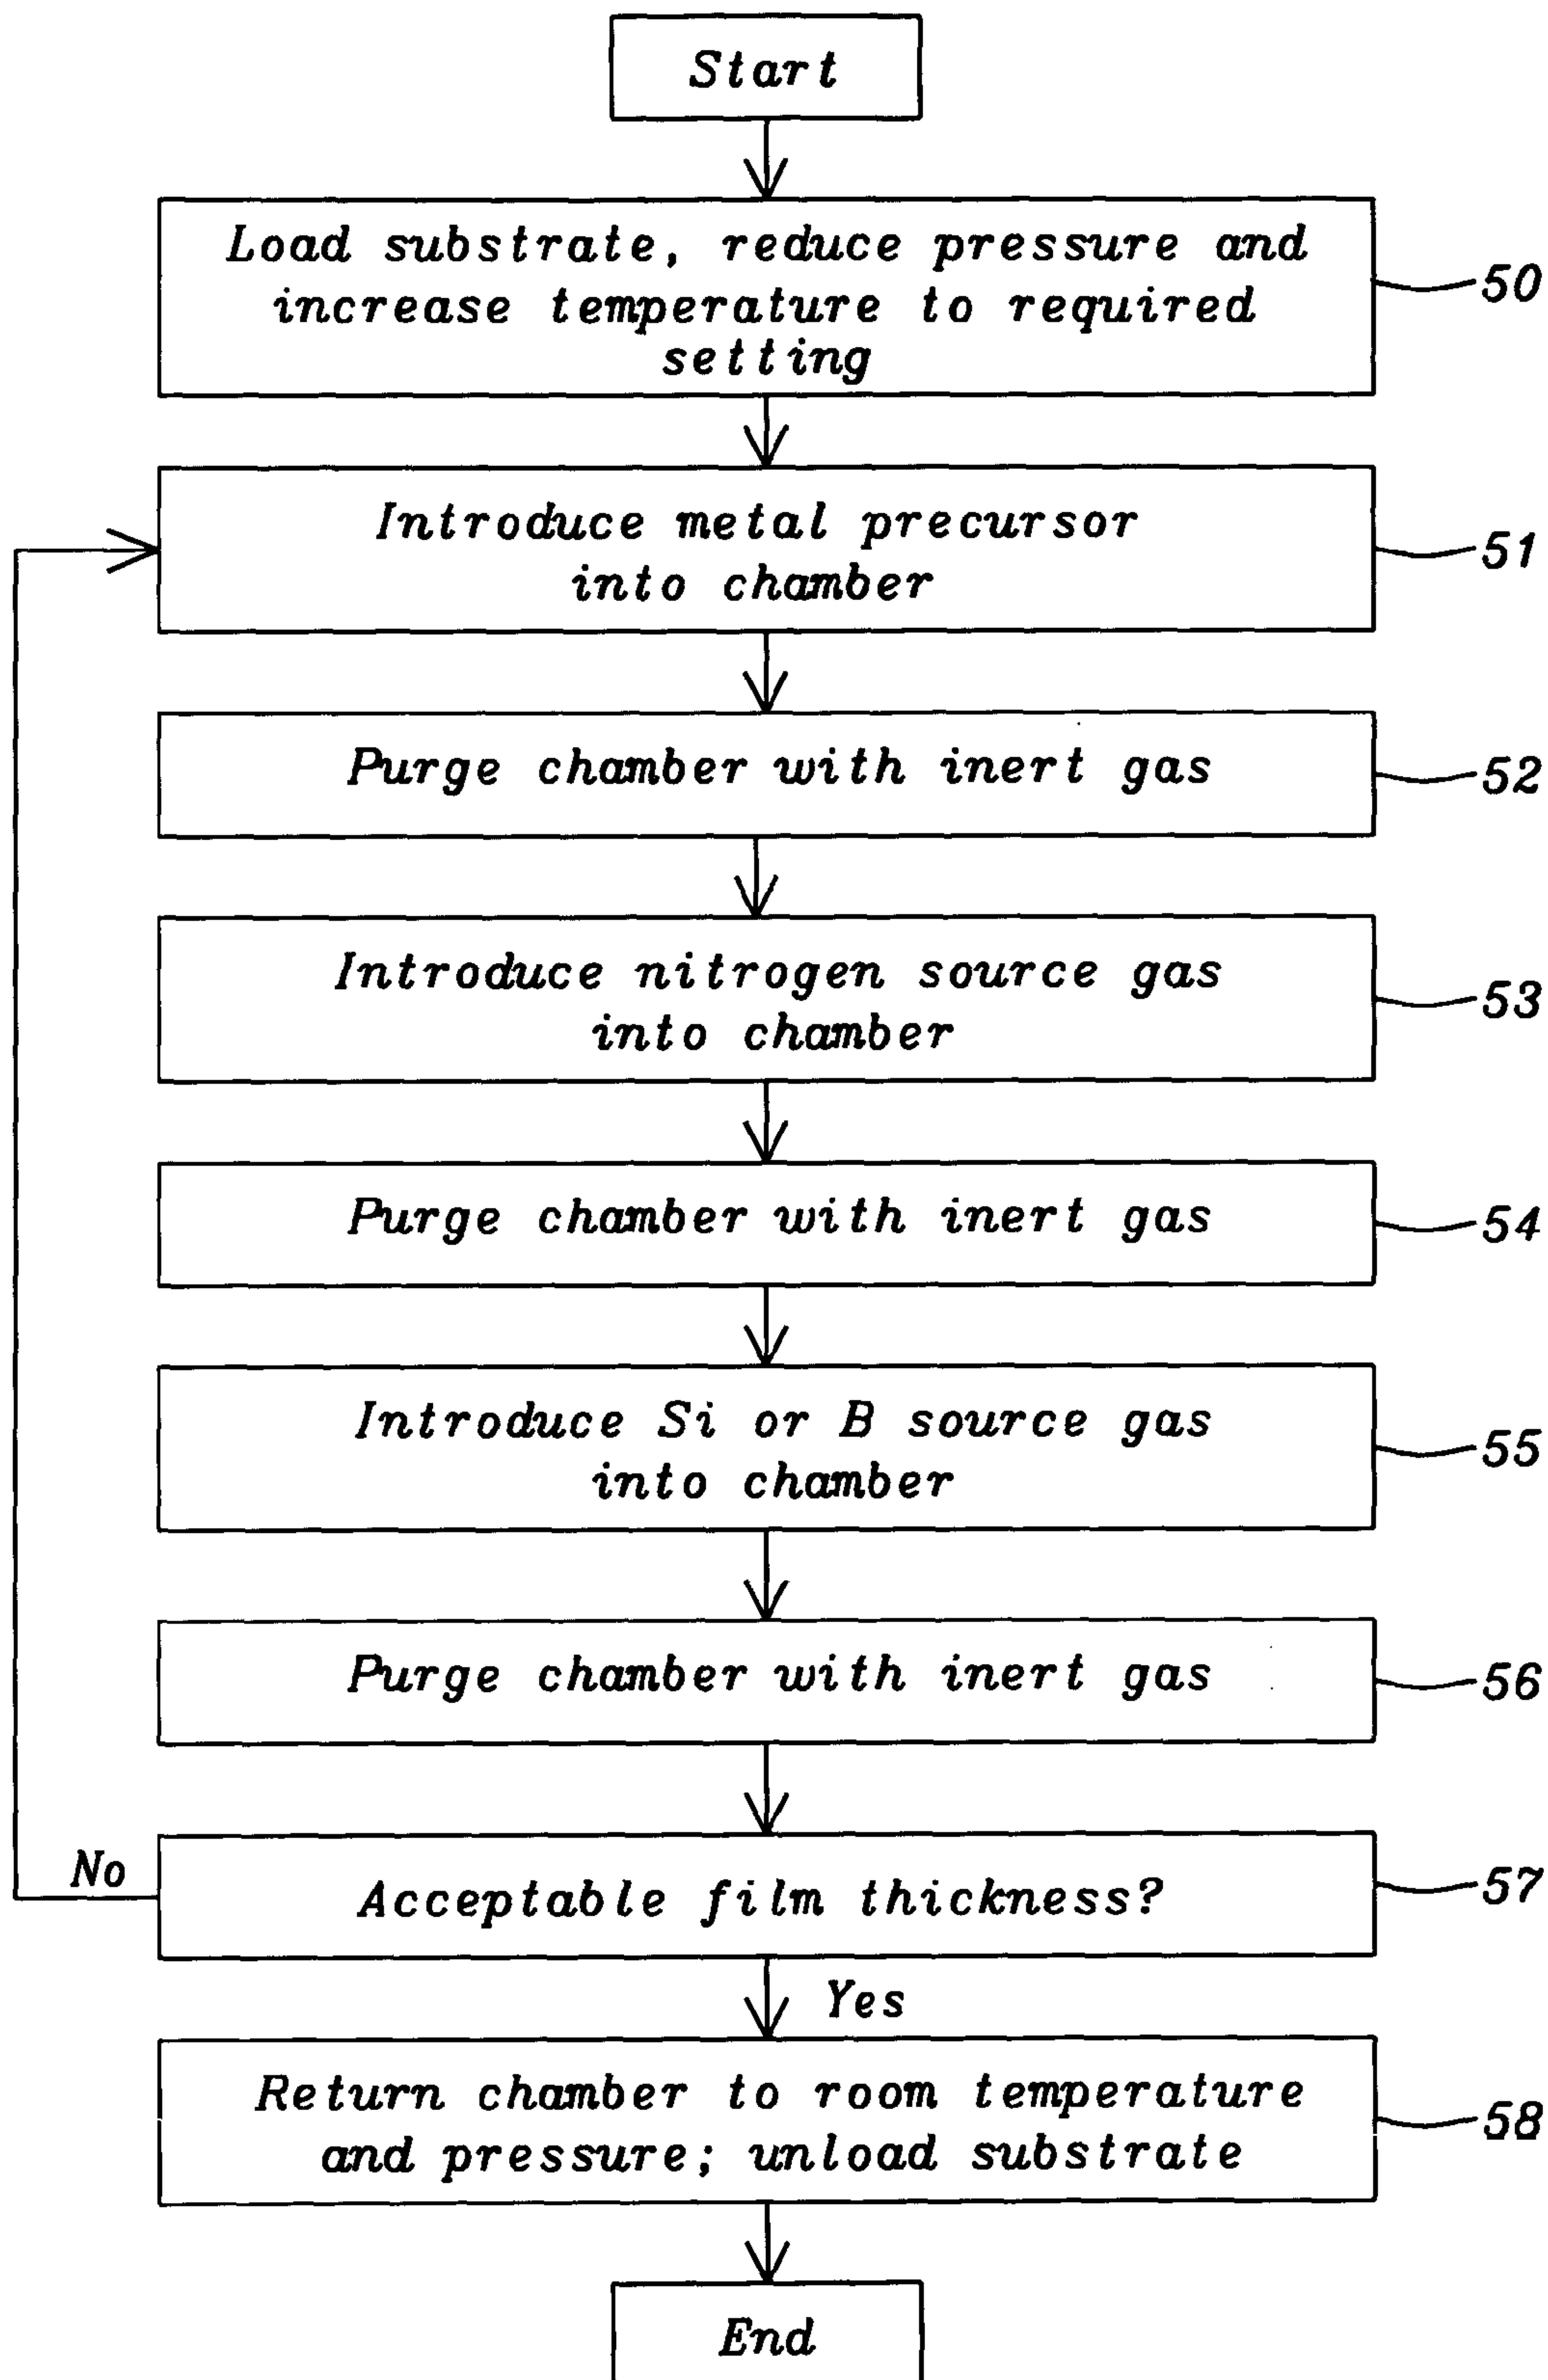 Start
Load substrate, reduce pressure and
increase temperature to required
setting
50
Introduce metal precursor
into chamber
51
Purge chamber with inert gas
52
Introduce nitrogen source gas
into chamber
53
Purge chamber with inert gas
54
Introduce Si or B source gas
into chamber
55
Purge chamber with inert gas
56
No
Acceptable film thickness?
57
Yes
Return chamber to room temperature
and pressure; unload substrate
58
End